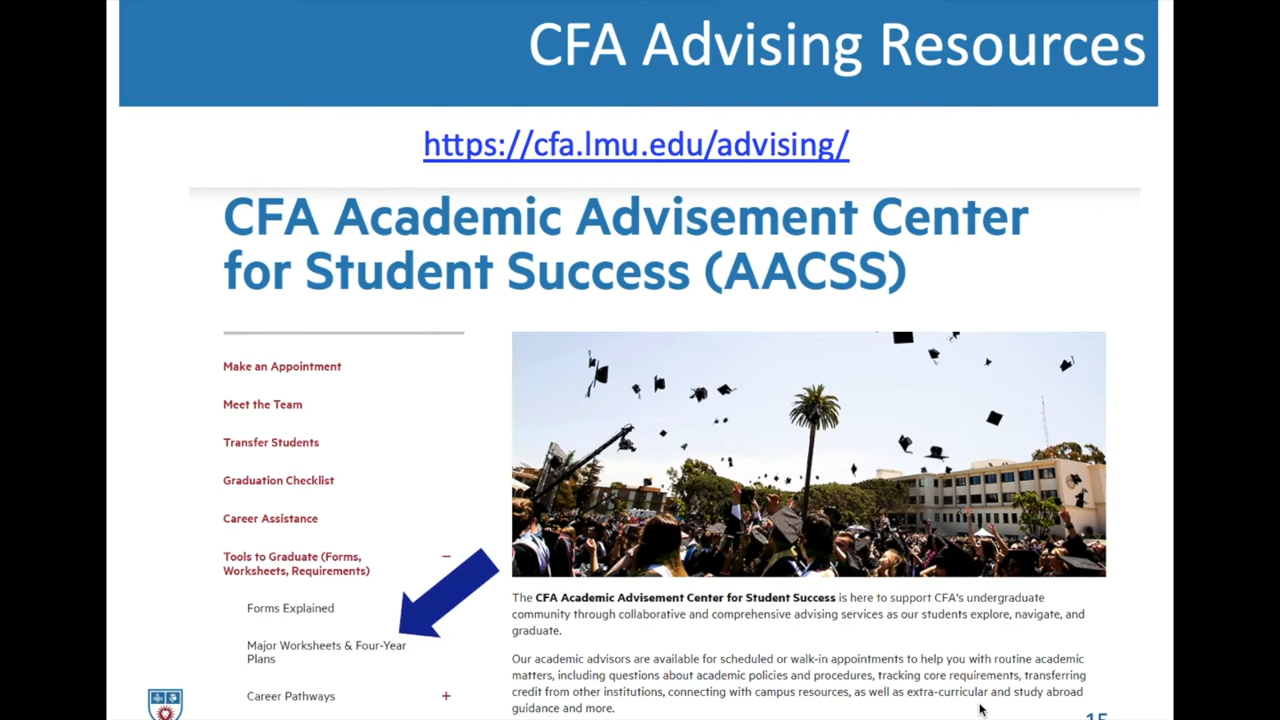 CFA Advising Resources
https://cfa.lmu.edu/advising/
CFA Academic Advisement Center
for Student Success (AACSS)
Make an Appointment
Meet the Team
Transfer Students
Graduation Checklist
Career Assistance
Tools to Graduate (Forms, −
Worksheets, Requirements)
Forms Explained
Major Worksheets & Four-Year
Plans
Career Pathways +
The CFA Academic Advisement Center for Student Success is here to support CFA's undergraduate
community through collaborative and comprehensive advising services as our students explore, navigate, and
graduate.
Our academic advisors are available for scheduled or walk-in appointments to help you with routine academic
matters, including questions about academic policies and procedures, tracking core requirements, transferring
credit from other institutions, connecting with campus resources, as well as extra-curricular and study abroad
guidance and more.
15